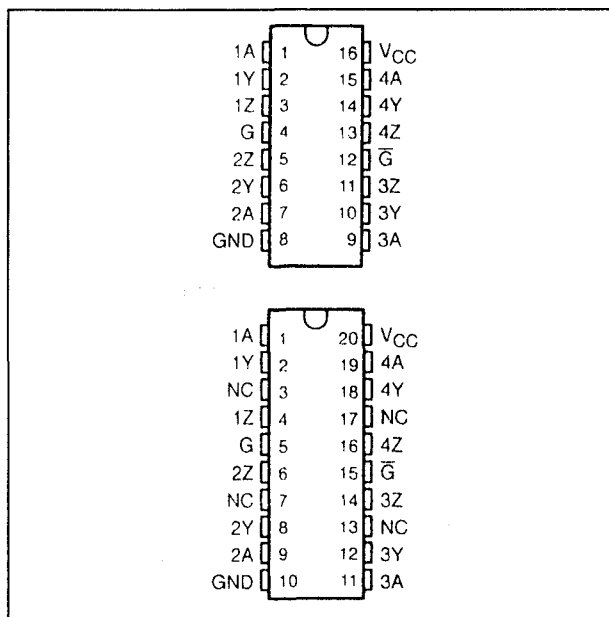 1A 1 16 VCC
1Y 2 15 4A
1Z 3 14 4Y
G 4 13 4Z
2Z 5 12 G̅
2Y 6 11 3Z
2A 7 10 3Y
GND 8 9 3A
1A 1 20 VCC
1Y 2 19 4A
NC 3 18 4Y
1Z 4 17 NC
G 5 16 4Z
2Z 6 15 G̅
NC 7 14 3Z
2Y 8 13 NC
2A 9 12 3Y
GND 10 11 3A